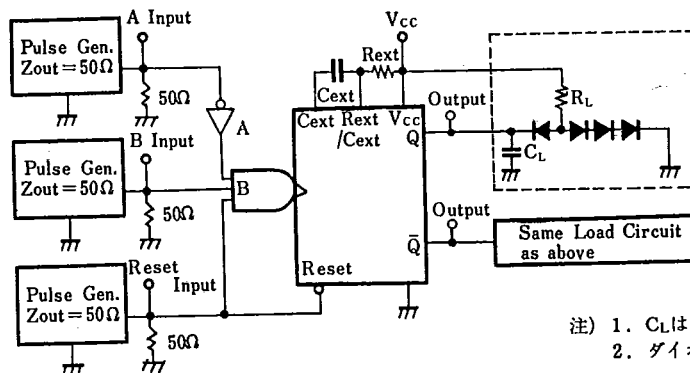 A Input
Pulse Gen.
Zout=50Ω
50Ω
A
B Input
Pulse Gen.
Zout=50Ω
50Ω
B
Reset
Input
Pulse Gen.
Zout=50Ω
50Ω
Vcc
Rext
Cext
Cext Rext Vcc
/Cext
Q
Q̄
Reset
Output
RL
CL
Output
Same Load Circuit
as above
注) 1. CLは
2. ダイオ